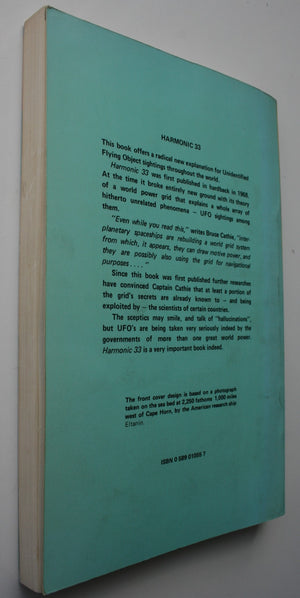 HARMONIC 33
This book offers a radical new explanation for Unidentified
Flying Object sightings throughout the world.
Harmonic 33 was first published in hardback in 1968.
At the time it broke entirely new ground with its theory
of a world power grid that explains a whole array of
hitherto unrelated phenomena – UFO sightings among
them.
"Even while you read this," writes Bruce Cathie, "inter-
planetary spaceships are rebuilding a world grid system
from which, it appears, they can draw motive power, and
they are possibly also using the grid for navigational
purposes . . . ."
Since this book was first published further researches
have convinced Captain Cathie that at least a portion of
the grid's secrets are already known to – and being
exploited by – the scientists of certain countries.
The sceptics may smile, and talk of "hallucinations",
but UFO's are being taken very seriously indeed by the
governments of more than one great world power.
Harmonic 33 is a very important book indeed.
The front cover design is based on a photograph
taken on the sea bed at 2,250 fathoms 1,000 miles
west of Cape Horn, by the American research ship
Eltanin.
ISBN 0 589 01055 7